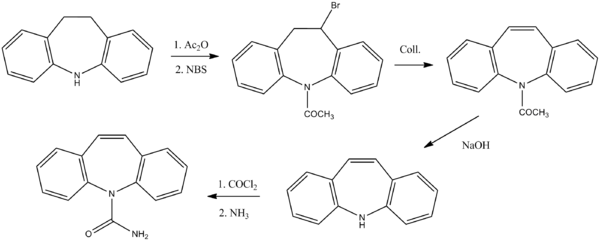 Br
1. Ac₂O
2. NBS
Coll.
N
H
N
COCH₃
N
COCH₃
NaOH
1. COCl₂
2. NH₃
N
O
NH₂
N
H